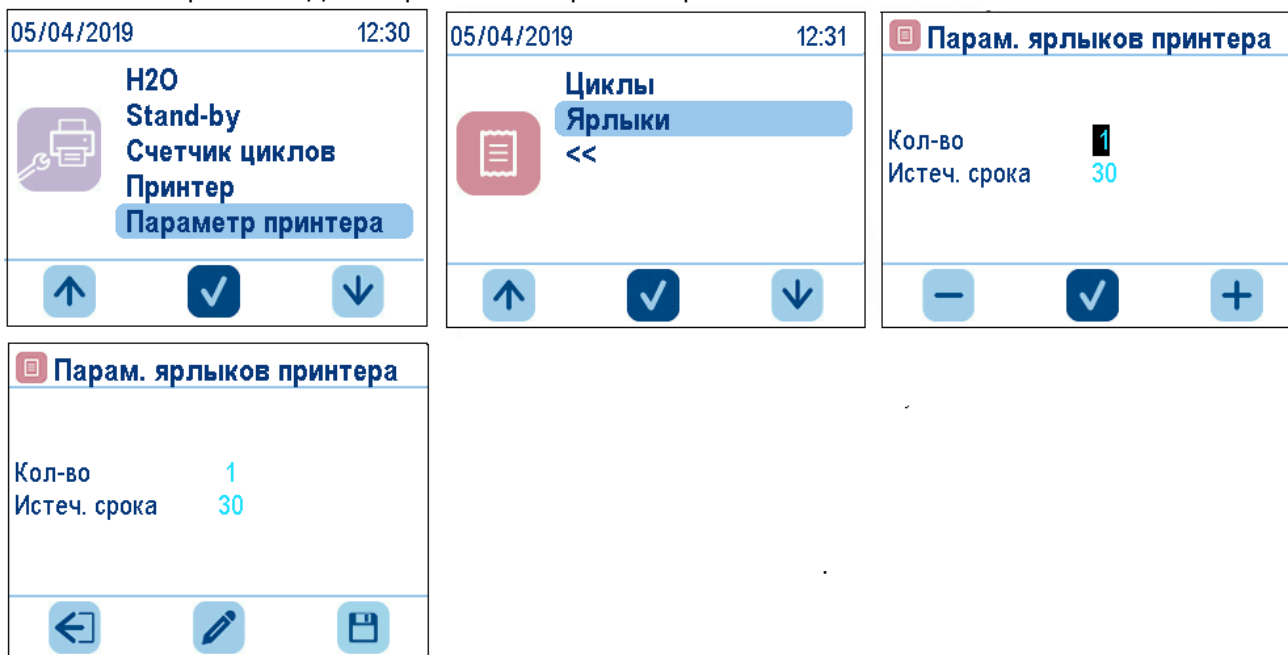 05/04/2019 12:30
H2O
Stand-by
Счетчик циклов
Принтер
Параметр принтера
05/04/2019 12:31
Циклы
Ярлыки
<<
Парам. ярлыков принтера
Кол-во 1
Истеч. срока 30
Парам. ярлыков принтера
Кол-во 1
Истеч. срока 30